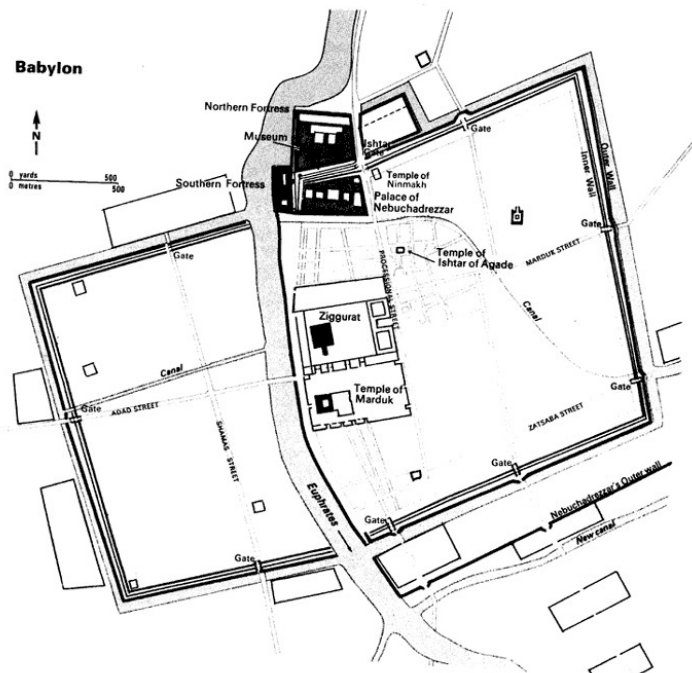 Babylon
N
0 yards 500
0 metres 500
Northern Fortress
Museum
Ishtar
Gate
Gate
Southern Fortress
Temple of
Ninmakh
Palace of
Nebuchadrezzar
Inner Wall
Outer Wall
Gate
MARDUK STREET
Gate
Temple of
Ishtar of Agade
PROCESSIONAL STREET
Canal
Ziggurat
Canal
Temple of
Marduk
Gate
Gate
ADAD STREET
SHAMAS STREET
ZATSABA STREET
Gate
Euphrates
Nebuchadrezzar's Outer wall
Gate
New canal
Gate